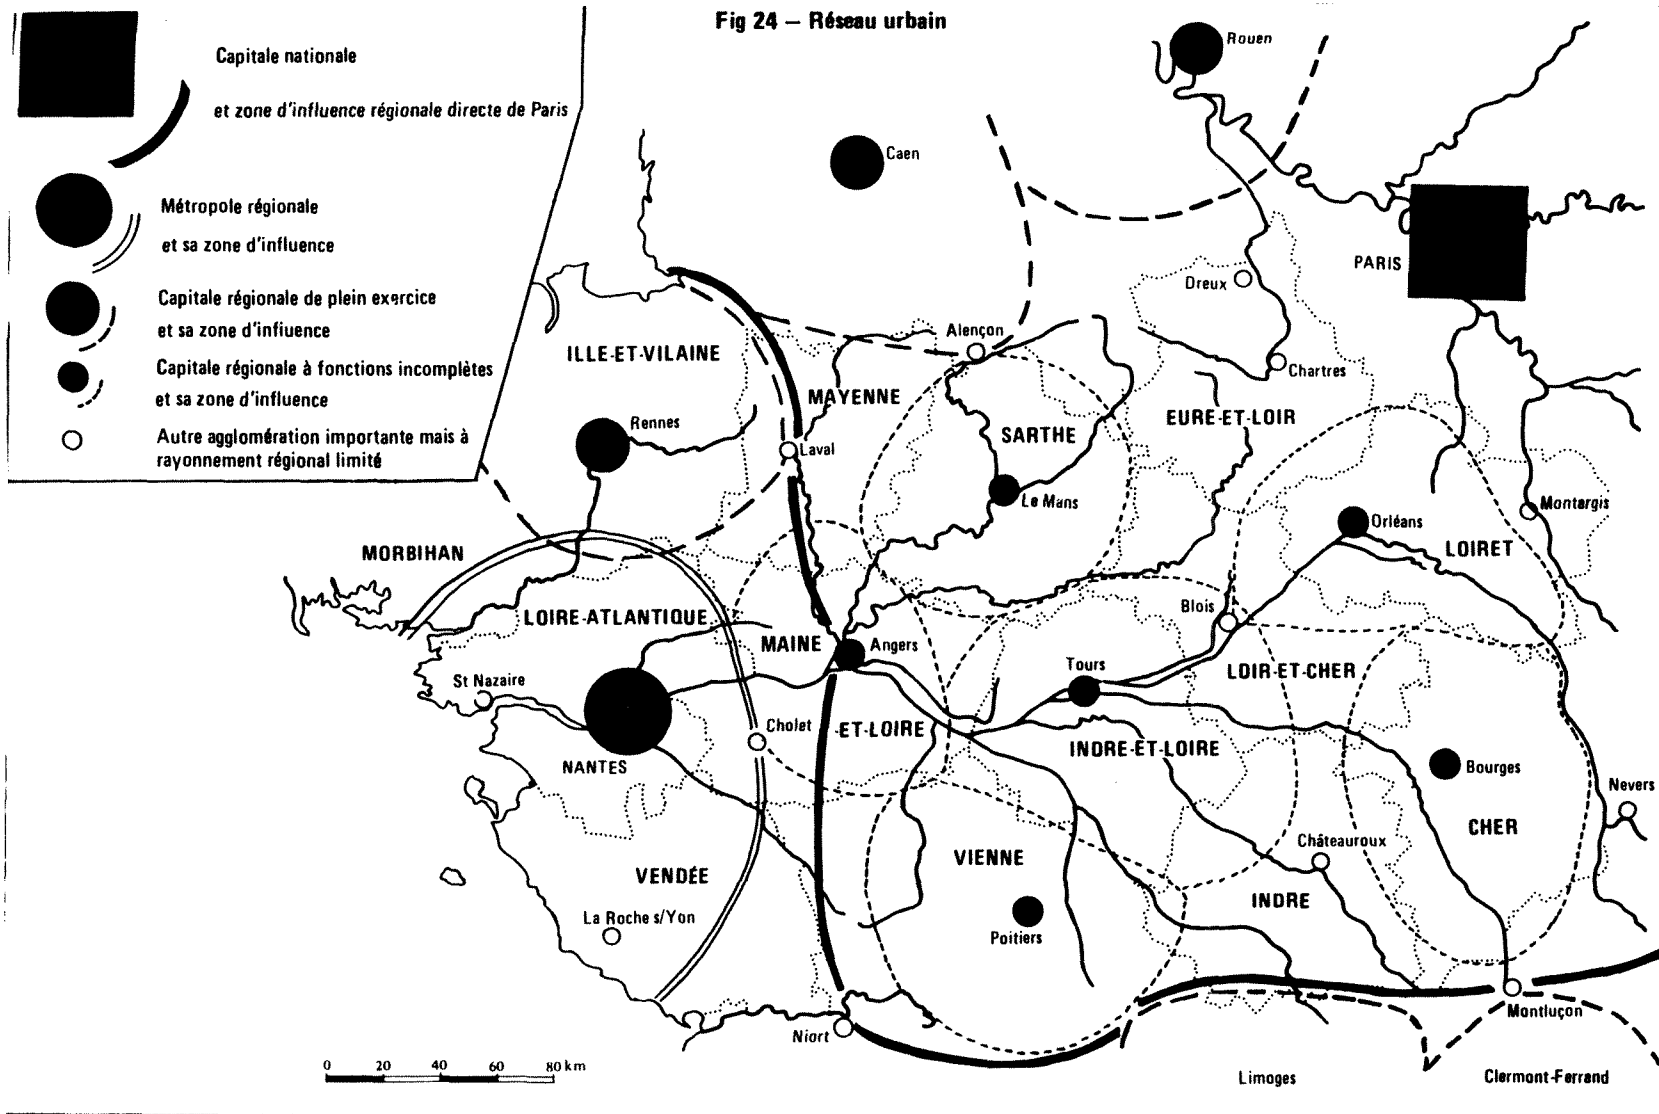 Fig 24 – Réseau urbain
Capitale nationale
et zone d'influence régionale directe de Paris
Métropole régionale
et sa zone d'influence
Capitale régionale de plein exercice
et sa zone d'influence
Capitale régionale à fonctions incomplètes
et sa zone d'influence
Autre agglomération importante mais à
rayonnement régional limité
Rouen
Caen
PARIS
Dreux
Alençon
ILLE-ET-VILAINE
Chartres
MAYENNE
EURE-ET-LOIR
Rennes
SARTHE
Laval
Le Mans
Montargis
Orléans
LOIRET
MORBIHAN
Blois
LOIRE-ATLANTIQUE
MAINE
Angers
Tours
LOIR-ET-CHER
St Nazaire
Cholet
-ET-LOIRE
INDRE-ET-LOIRE
NANTES
Bourges
Nevers
CHER
Châteauroux
VIENNE
VENDÉE
INDRE
La Roche s/Yon
Poitiers
Montluçon
Niort
0 20 40 60 80 km
Limoges
Clermont-Ferrand